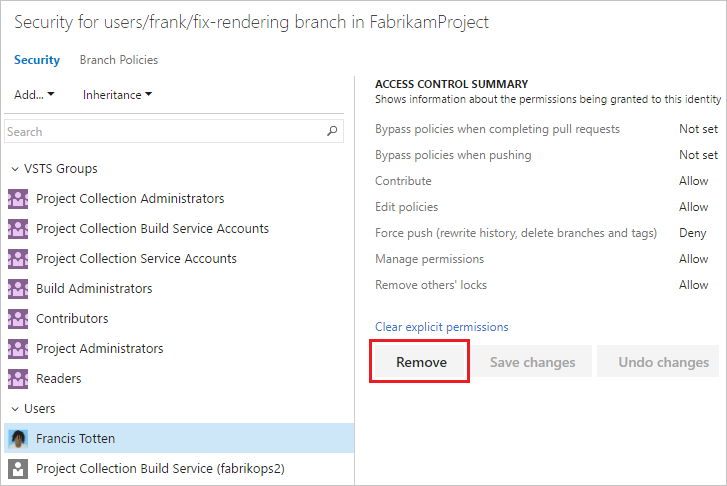 Security for users/frank/fix-rendering branch in FabrikamProject
Security Branch Policies
Add... Inheritance
Search
VSTS Groups
Project Collection Administrators
Project Collection Build Service Accounts
Project Collection Service Accounts
Build Administrators
Contributors
Project Administrators
Readers
Users
Francis Totten
Project Collection Build Service (fabrikops2)
ACCESS CONTROL SUMMARY
Shows information about the permissions being granted to this identity
Bypass policies when completing pull requests Not set
Bypass policies when pushing Not set
Contribute Allow
Edit policies Allow
Force push (rewrite history, delete branches and tags) Deny
Manage permissions Allow
Remove others' locks Allow
Clear explicit permissions
Remove Save changes Undo changes